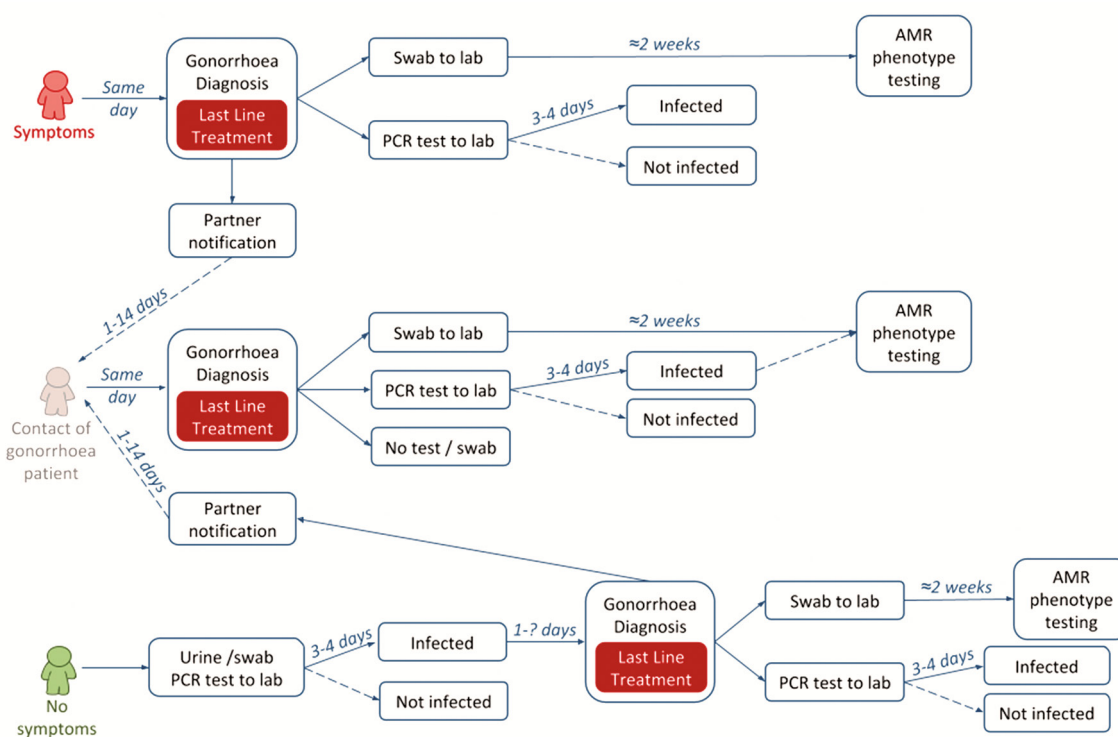 Symptoms
Same
day
Gonorrhoea
Diagnosis
Last Line
Treatment
Swab to lab
≈2 weeks
AMR
phenotype
testing
PCR test to lab
3-4 days
Infected
Not infected
Partner
notification
1-14 days
Contact of
gonorrhoea
patient
Same
day
Gonorrhoea
Diagnosis
Last Line
Treatment
Swab to lab
≈2 weeks
AMR
phenotype
testing
PCR test to lab
3-4 days
Infected
Not infected
No test / swab
1-14 days
Partner
notification
No
symptoms
Urine /swab
PCR test to lab
3-4 days
Infected
Not infected
1-? days
Gonorrhoea
Diagnosis
Last Line
Treatment
Swab to lab
≈2 weeks
AMR
phenotype
testing
PCR test to lab
3-4 days
Infected
Not infected